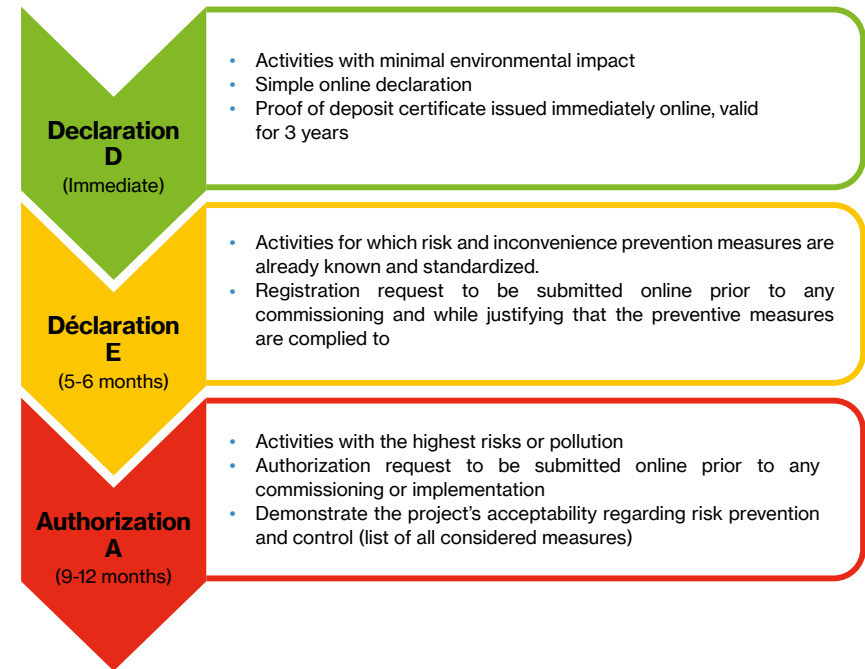 Declaration
D
(Immediate)
• Activities with minimal environmental impact
• Simple online declaration
• Proof of deposit certificate issued immediately online, valid
for 3 years
Déclaration
E
(5-6 months)
• Activities for which risk and inconvenience prevention measures are
already known and standardized.
• Registration request to be submitted online prior to any
commissioning and while justifying that the preventive measures
are complied to
Authorization
A
(9-12 months)
• Activities with the highest risks or pollution
• Authorization request to be submitted online prior to any
commissioning or implementation
• Demonstrate the project's acceptability regarding risk prevention
and control (list of all considered measures)